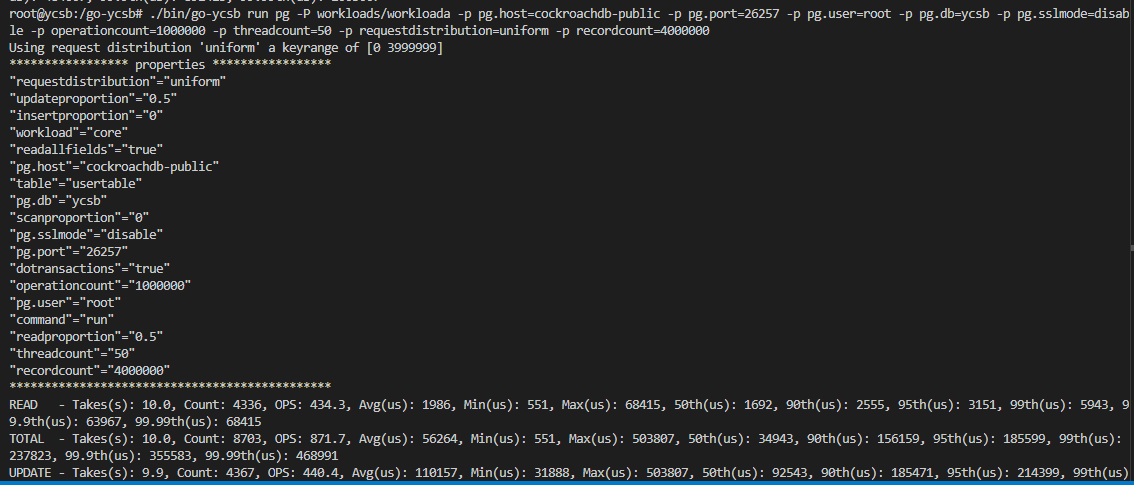 root@ycsb:/go-ycsb# ./bin/go-ycsb run pg -P workloads/workloada -p pg.host=cockroachdb-public -p pg.port=26257 -p pg.user=root -p pg.db=ycsb -p pg.sslmode=disab
le -p operationcount=1000000 -p threadcount=50 -p requestdistribution=uniform -p recordcount=4000000
Using request distribution 'uniform' a keyrange of [0 3999999]
***************** properties *****************
"requestdistribution"="uniform"
"updateproportion"="0.5"
"insertproportion"="0"
"workload"="core"
"readallfields"="true"
"pg.host"="cockroachdb-public"
"table"="usertable"
"pg.db"="ycsb"
"scanproportion"="0"
"pg.sslmode"="disable"
"pg.port"="26257"
"dotransactions"="true"
"operationcount"="1000000"
"pg.user"="root"
"command"="run"
"readproportion"="0.5"
"threadcount"="50"
"recordcount"="4000000"
**********************************************
READ   - Takes(s): 10.0, Count: 4336, OPS: 434.3, Avg(us): 1986, Min(us): 551, Max(us): 68415, 50th(us): 1692, 90th(us): 2555, 95th(us): 3151, 99th(us): 5943, 9
9.9th(us): 63967, 99.99th(us): 68415
TOTAL  - Takes(s): 10.0, Count: 8703, OPS: 871.7, Avg(us): 56264, Min(us): 551, Max(us): 503807, 50th(us): 34943, 90th(us): 156159, 95th(us): 185599, 99th(us):
237823, 99.9th(us): 355583, 99.99th(us): 468991
UPDATE - Takes(s): 9.9, Count: 4367, OPS: 440.4, Avg(us): 110157, Min(us): 31888, Max(us): 503807, 50th(us): 92543, 90th(us): 185471, 95th(us): 214399, 99th(us)